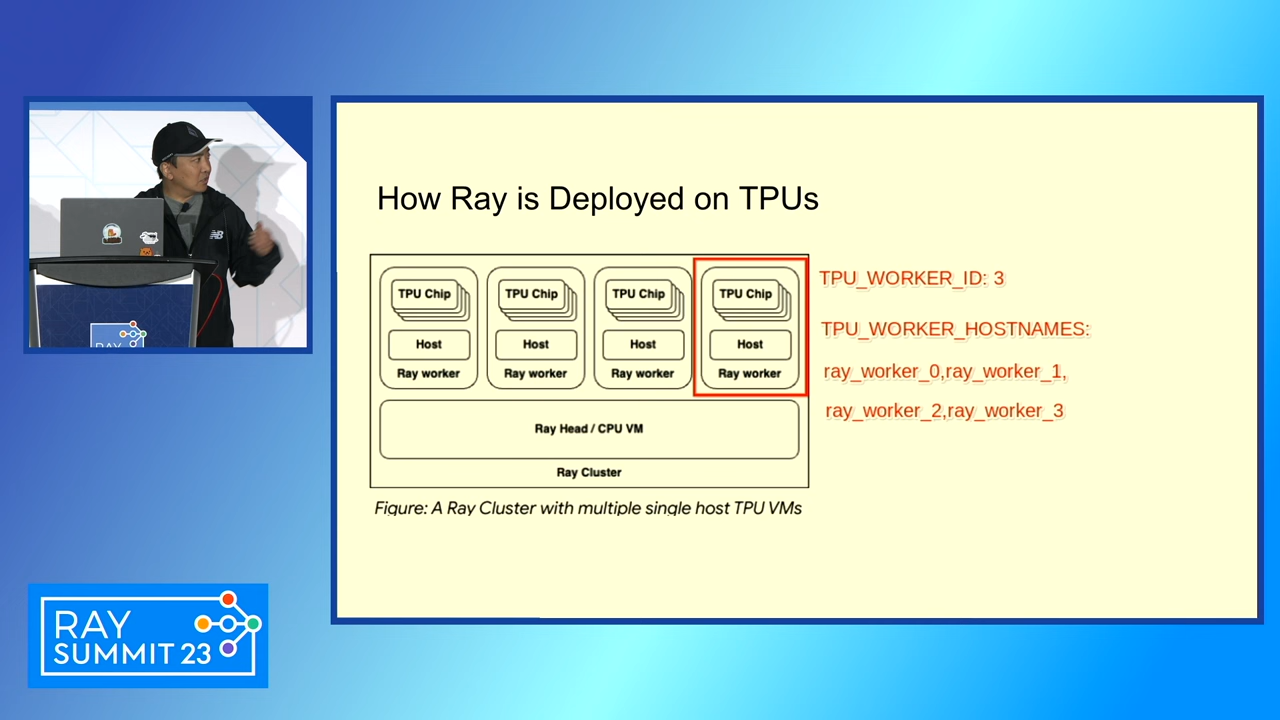 How Ray is Deployed on TPUs
TPU Chip
TPU Chip
TPU Chip
TPU Chip
Host
Host
Host
Host
Ray worker
Ray worker
Ray worker
Ray worker
Ray Head / CPU VM
Ray Cluster
Figure: A Ray Cluster with multiple single host TPU VMs
TPU_WORKER_ID: 3
TPU_WORKER_HOSTNAMES:
ray_worker_0,ray_worker_1,
ray_worker_2,ray_worker_3
NB
RAY
RAY
SUMMIT 23